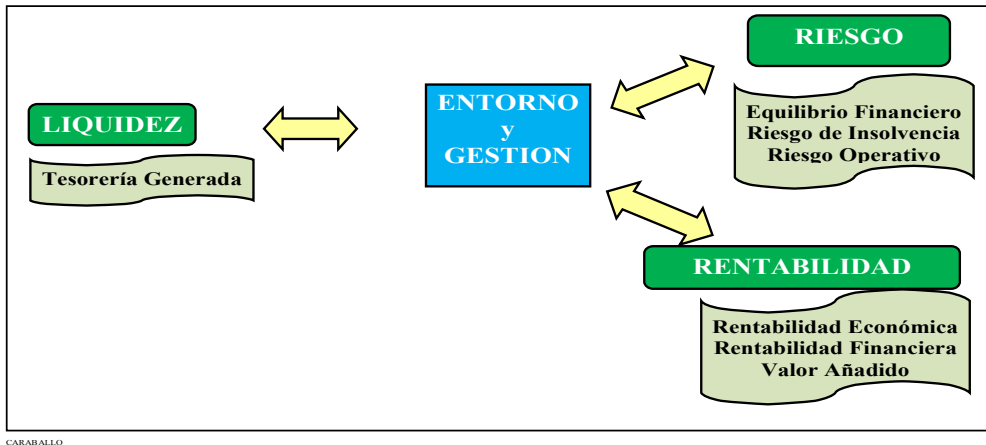 RIESGO
Equilibrio Financiero
Riesgo de Insolvencia
Riesgo Operativo
ENTORNO
y
GESTION
LIQUIDEZ
Tesorería Generada
RENTABILIDAD
Rentabilidad Económica
Rentabilidad Financiera
Valor Añadido
CARABALLO